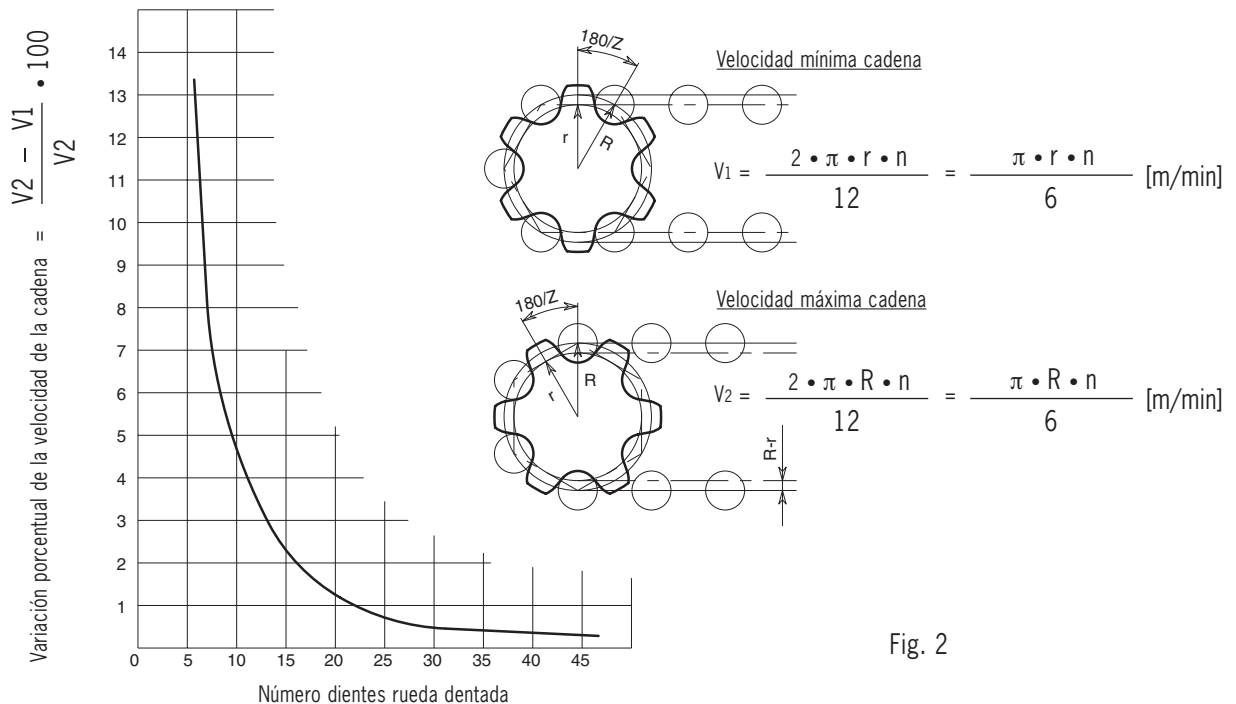 Variación porcentual de la velocidad de la cadena = V2 – V1 / V2 • 100
14
13
12
11
10
9
8
7
6
5
4
3
2
1
0 5 10 15 20 25 30 35 40 45
Número dientes rueda dentada
180/Z
r
R
Velocidad mínima cadena
V1 = 2 • π • r • n / 12 = π • r • n / 6 [m/min]
180/Z
r
R
Velocidad máxima cadena
V2 = 2 • π • R • n / 12 = π • R • n / 6 [m/min]
R-r
Fig. 2